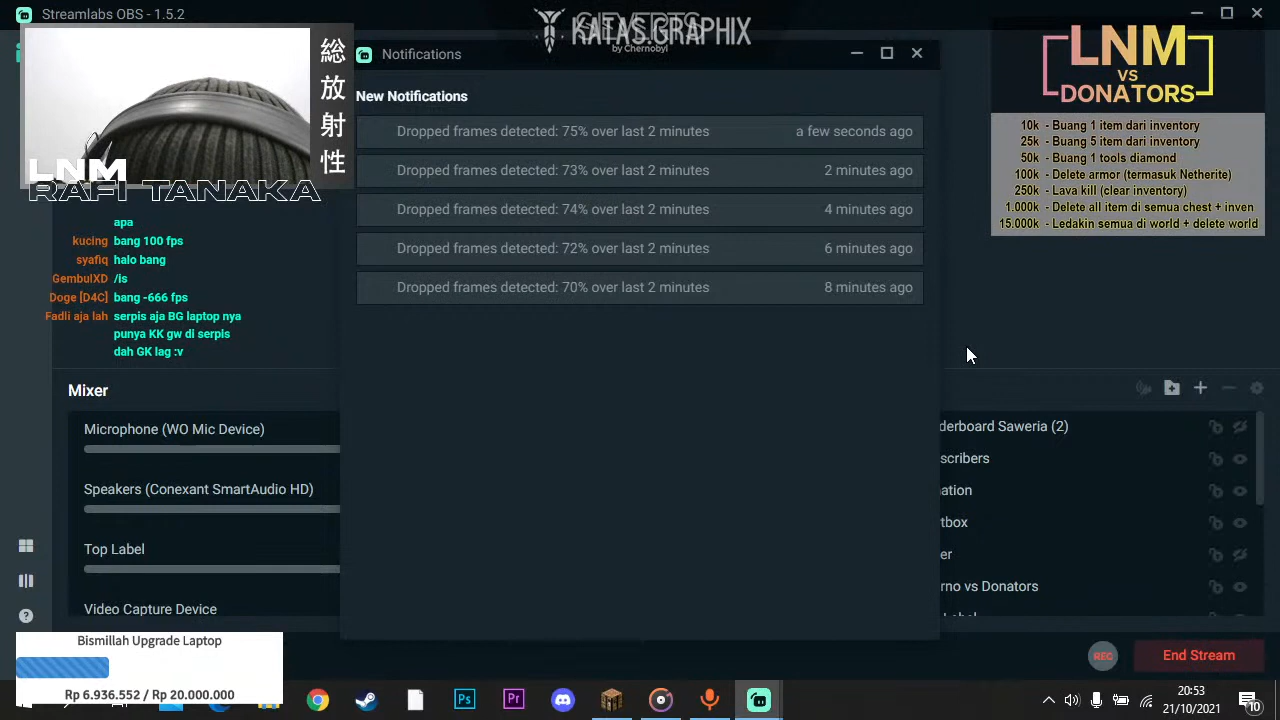 Streamlabs OBS - 1.5.2
KATAS.GRAPHIX
by Chernobyl
総放射性
LNM
RAFI TANAKA
Notifications
New Notifications
Dropped frames detected: 75% over last 2 minutes a few seconds ago
Dropped frames detected: 73% over last 2 minutes 2 minutes ago
Dropped frames detected: 74% over last 2 minutes 4 minutes ago
Dropped frames detected: 72% over last 2 minutes 6 minutes ago
Dropped frames detected: 70% over last 2 minutes 8 minutes ago
LNM
VS
DONATORS
10k - Buang 1 item dari inventory
25k - Buang 5 item dari inventory
50k - Buang 1 tools diamond
100k - Delete armor (termasuk Netherite)
250k - Lava kill (clear inventory)
1.000k - Delete all item di semua chest + inven
15.000k - Ledakin semua di world + delete world
apa
kucing bang 100 fps
syafiq halo bang
GembulXD /is
Doge [D4C] bang -666 fps
Fadli aja lah serpis aja BG laptop nya
punya KK gw di serpis
dah GK lag :v
Mixer
Microphone (WO Mic Device)
Speakers (Conexant SmartAudio HD)
Top Label
Video Capture Device
derboard Saweria (2)
scribers
ation
tbox
er
rno vs Donators
Label
Bismillah Upgrade Laptop
Rp 6.936.552 / Rp 20.000.000
REC
End Stream
Ps
Pr
20:53
21/10/2021
10